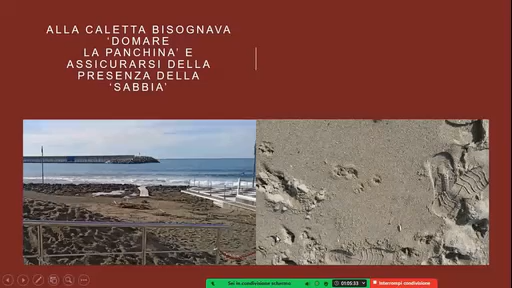 ALLA CALETTA BISOGNAVA
‘DOMARE
LA PANCHINA’ E
ASSICURARSI DELLA
PRESENZA DELLA
‘SABBIA’
Sei in condivisione schermo
01:05:33
Interrompi condivisione